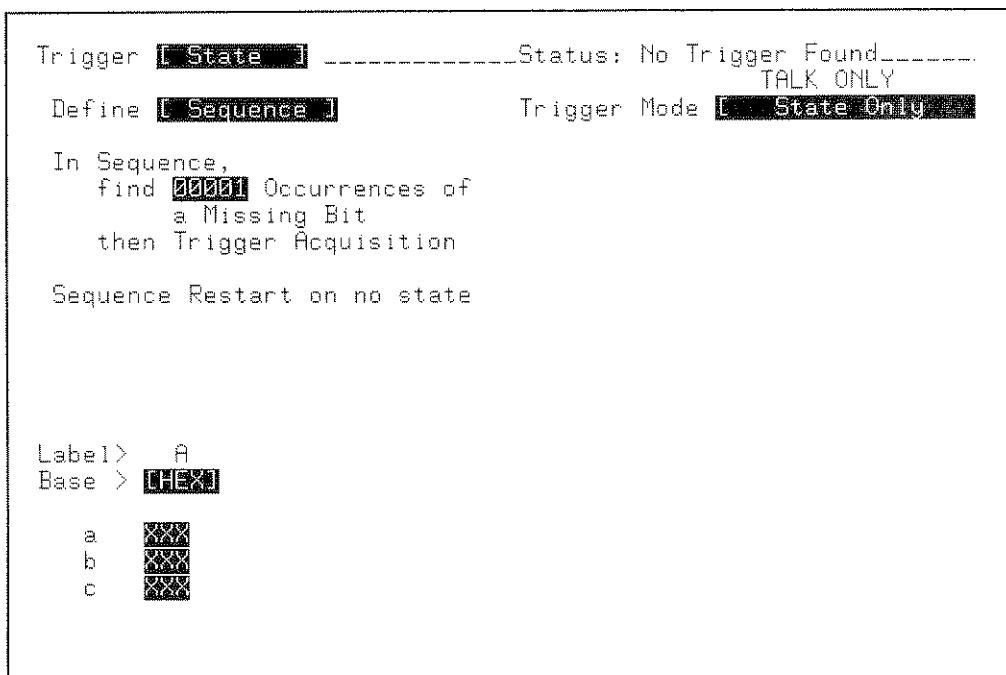 Trigger [ State ] _____________Status: No Trigger Found______.
TALK ONLY
Define [ Sequence ] Trigger Mode [ State Only
In Sequence,
find 00001 Occurrences of
a Missing Bit
then Trigger Acquisition
Sequence Restart on no state
Label> A
Base > [HEX]
a XXX
b XXX
c XXX